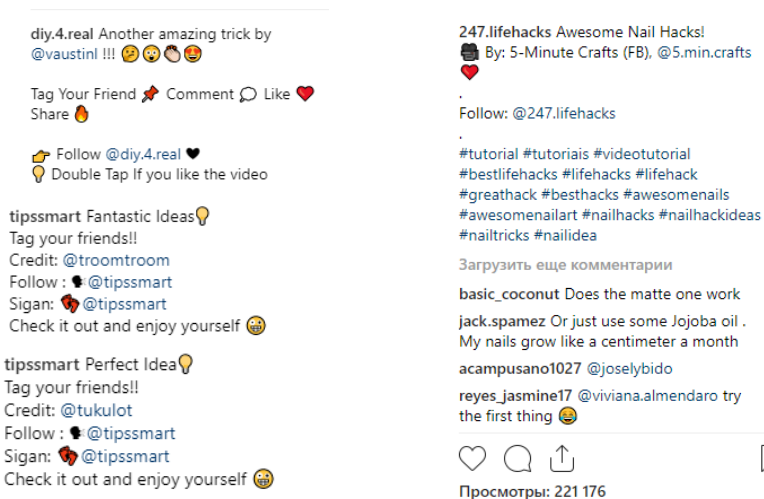 diy.4.real Another amazing trick by
@vaustinl !!! 🤔😲👏😍
Tag Your Friend 📌 Comment 💬 Like ❤️
Share 🔥
👉 Follow @diy.4.real 🖤
💡 Double Tap If you like the video
tipssmart Fantastic Ideas💡
Tag your friends!!
Credit: @troomtroom
Follow : 🗣@tipssmart
Sigan: 👣@tipssmart
Check it out and enjoy yourself 😀
tipssmart Perfect Idea💡
Tag your friends!!
Credit: @tukulot
Follow : 🗣@tipssmart
Sigan: 👣@tipssmart
Check it out and enjoy yourself 😀
247.lifehacks Awesome Nail Hacks!
🎥 By: 5-Minute Crafts (FB), @5.min.crafts
❤️
.
Follow: @247.lifehacks
.
#tutorial #tutoriais #videotutorial
#bestlifehacks #lifehacks #lifehack
#greathack #besthacks #awesomenails
#awesomenailart #nailhacks #nailhackideas
#nailtricks #nailidea
Загрузить еще комментарии
basic_coconut Does the matte one work
jack.spamez Or just use some Jojoba oil .
My nails grow like a centimeter a month
acampusano1027 @joselybido
reyes_jasmine17 @viviana.almendaro try
the first thing 😂
Просмотры: 221 176